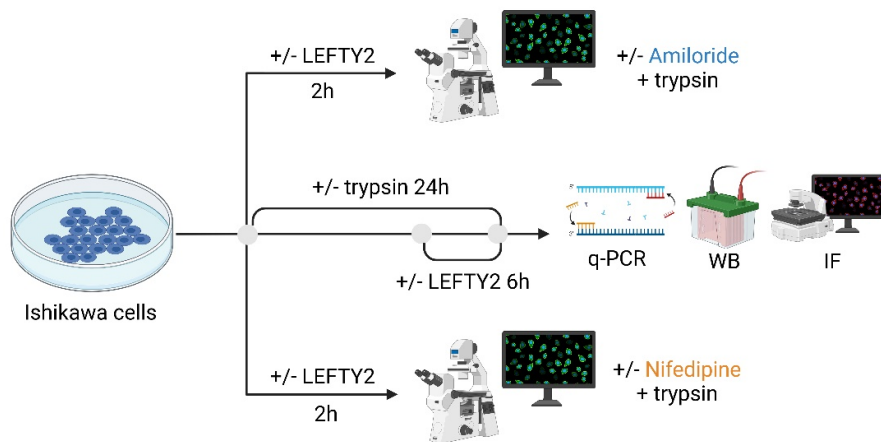 +/- LEFTY2
2h
+/- Amiloride
+ trypsin
+/- trypsin 24h
+/- LEFTY2 6h
q-PCR
WB
IF
Ishikawa cells
+/- LEFTY2
2h
+/- Nifedipine
+ trypsin